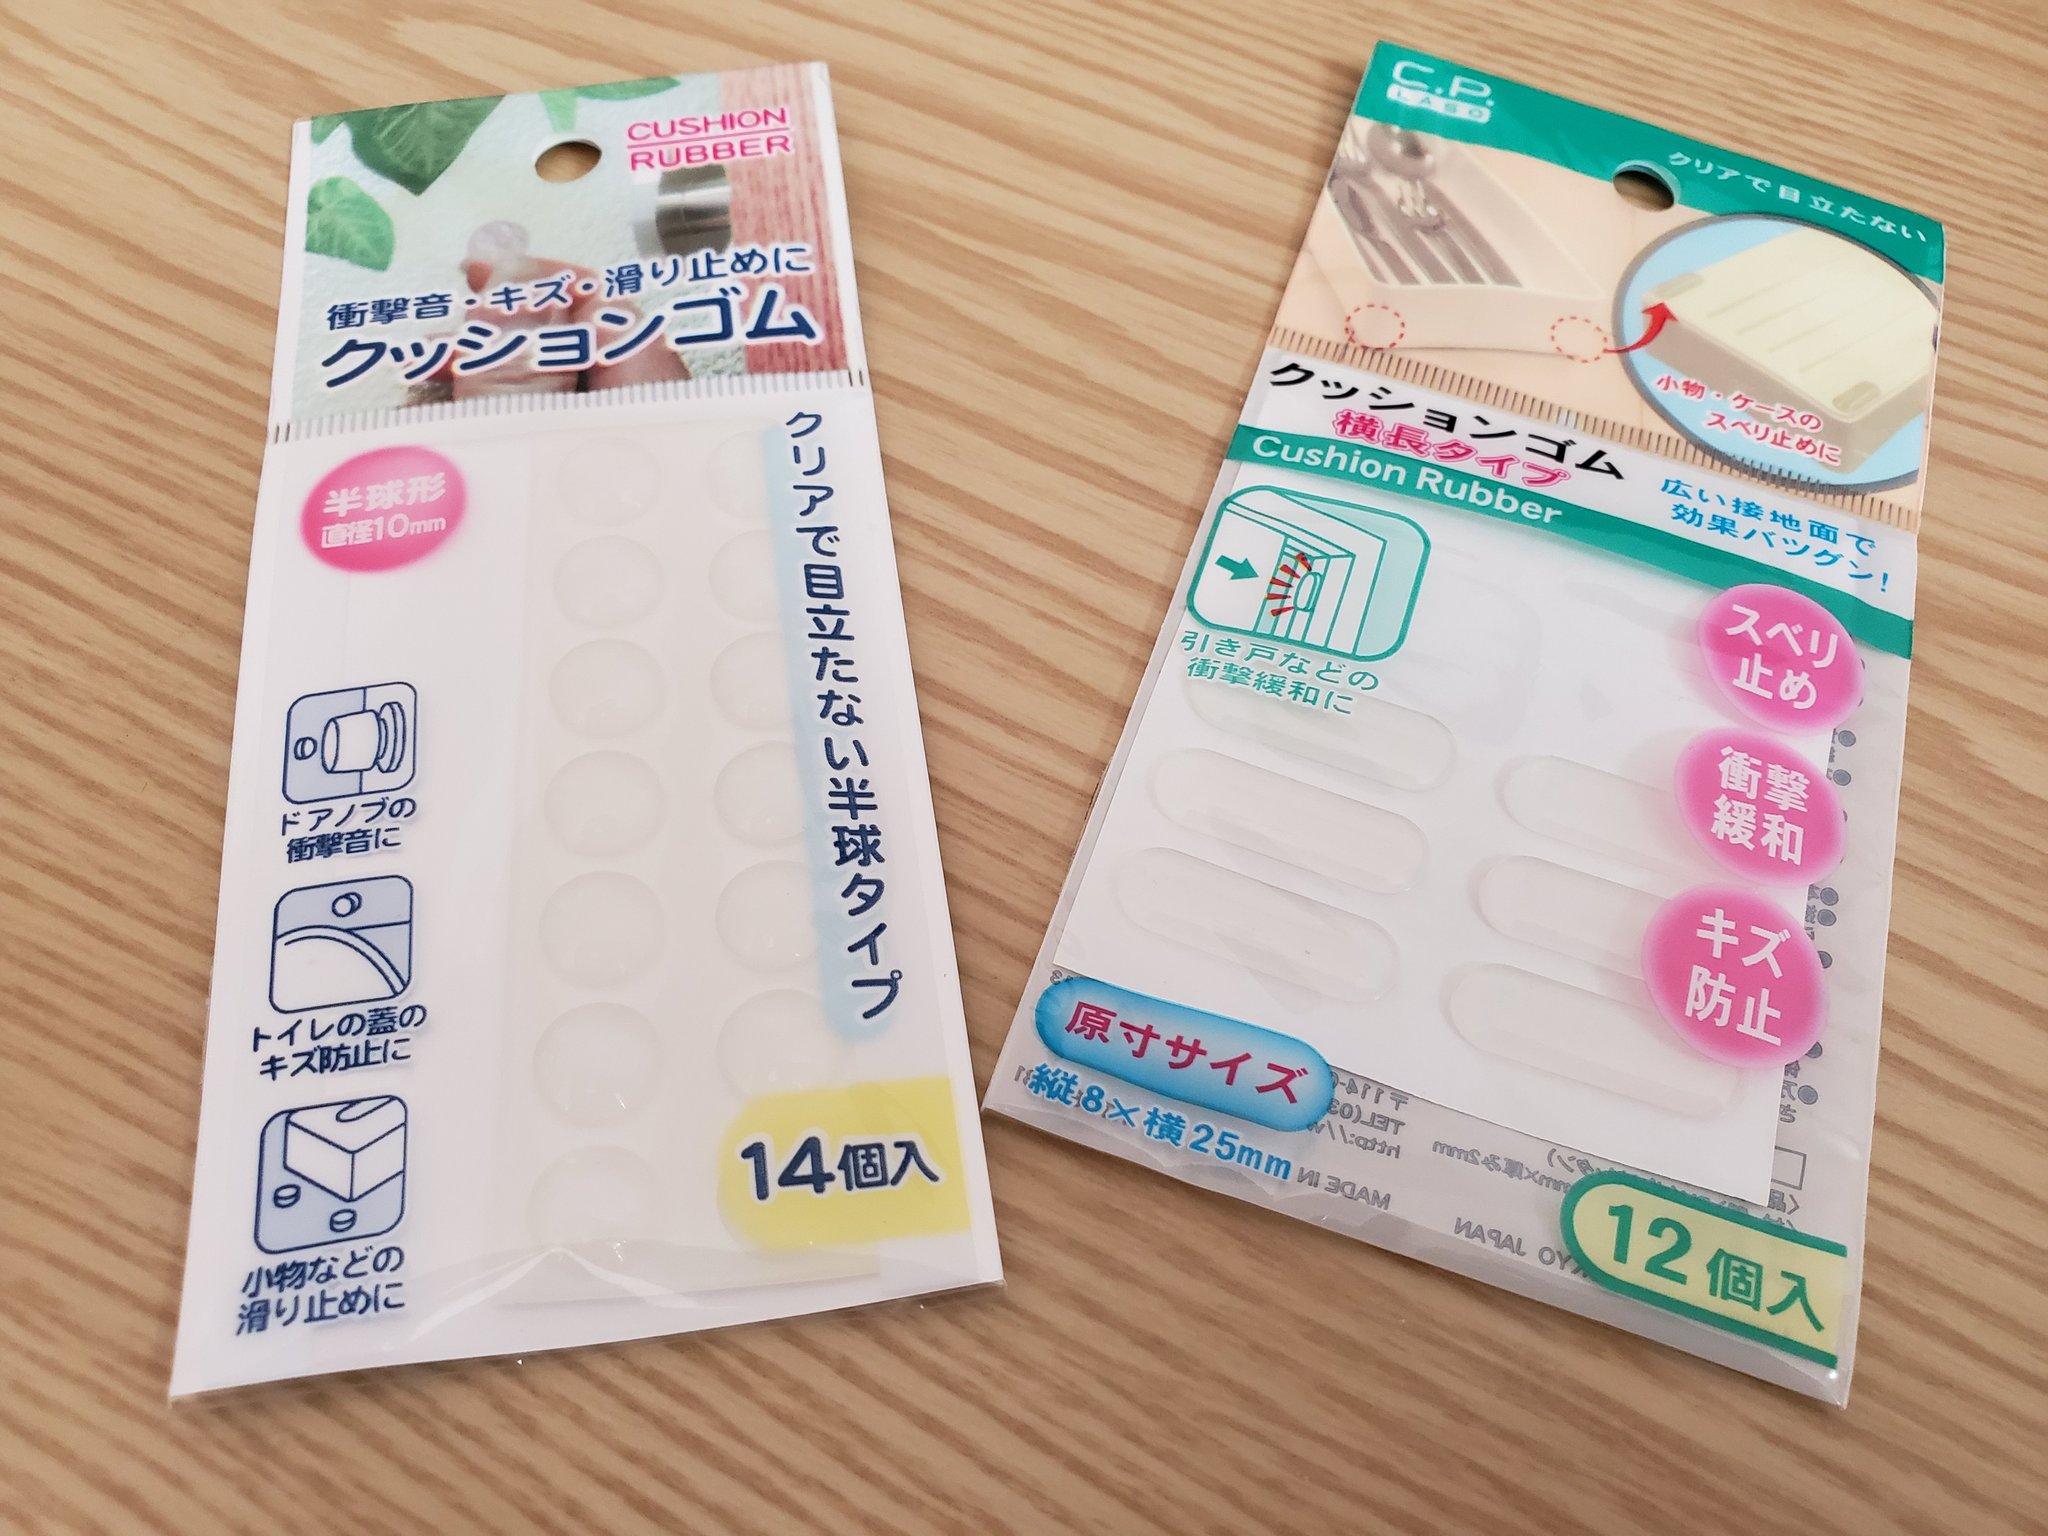 CUSHION
RUBBER
衝撃音・キズ・滑り止めに
クッションゴム
半球形
直径10mm
クリアで目立たない半球タイプ
ドアノブの
衝撃音に
トイレの蓋の
キズ防止に
小物などの
滑り止めに
14個入
C.P.
LABO
クリアで目立たない
小物・ケースの
スベリ止めに
クッションゴム
横長タイプ
Cushion Rubber
広い接地面で
効果バツグン!
引き戸などの
衝撃緩和に
スベリ
止め
衝撃
緩和
キズ
防止
原寸サイズ
縦8×横25mm
〒114-
TEL(03
http://w
MADE IN
JAPAN
12個入